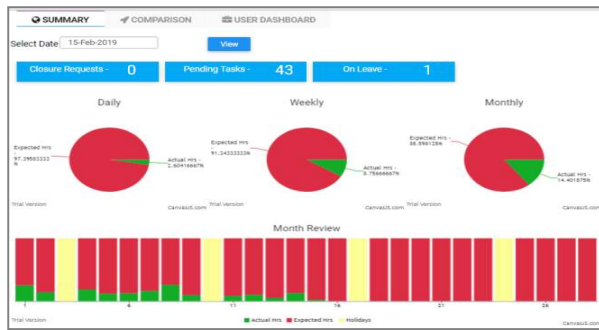 SUMMARY
COMPARISON
USER DASHBOARD
Select Date 15-Feb-2019 View
Closure Requests - 0
Pending Tasks - 43
On Leave - 1
Daily
Expected Hrs
-
97.39583333
%
Actual Hrs -
2.60416667%
Trial Version
CanvasJS.com
Weekly
Expected Hrs -
91.24333333%
Actual Hrs -
8.75666667%
Trial Version
CanvasJS.com
Monthly
Expected Hrs -
85.598125%
Actual Hrs -
14.401875%
Trial Version
CanvasJS.com
Month Review
1 6 11 16 21 26
Actual Hrs Expected Hrs Holidays
Trial Version
CanvasJS.com